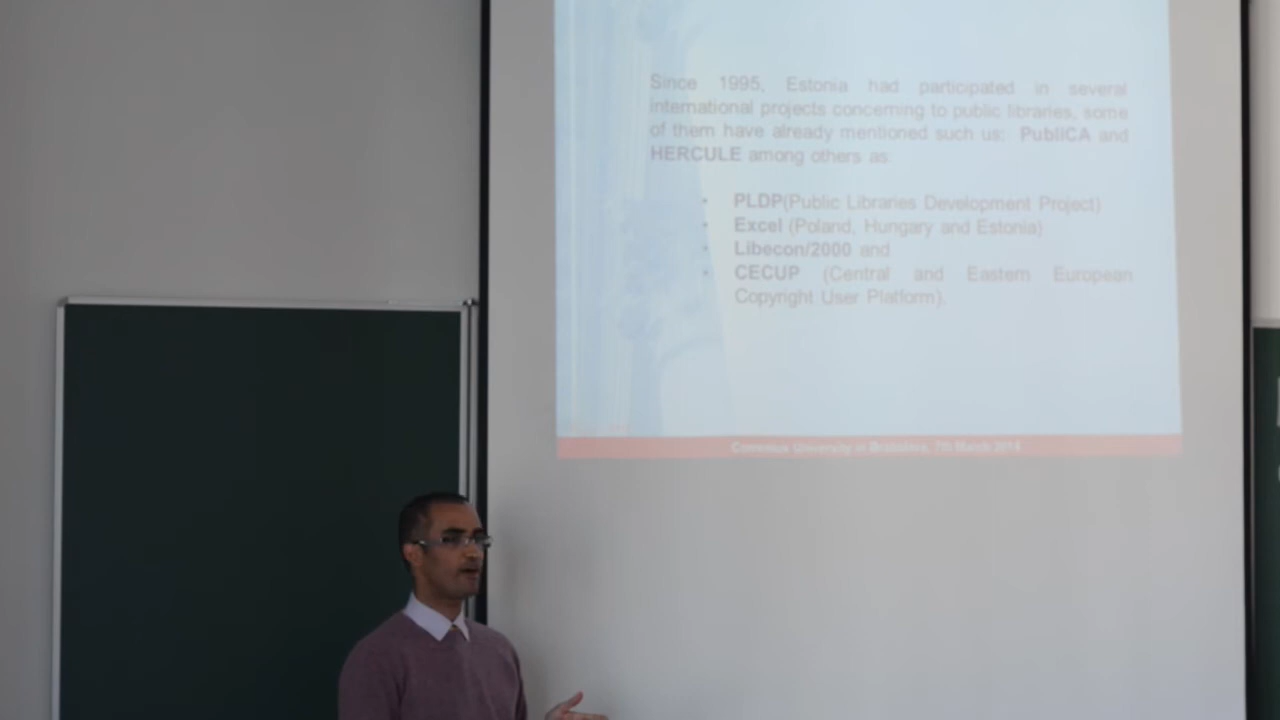 Since 1995, Estonia had participated in several
international projects concerning to public libraries, some
of them have already mentioned such us: PubliCA and
HERCULE among others as:
• PLDP(Public Libraries Development Project)
• Excel (Poland, Hungary and Estonia)
• Libecon/2000 and
• CECUP (Central and Eastern European
Copyright User Platform).
Comenius University in Bratislava, 7th March 2014